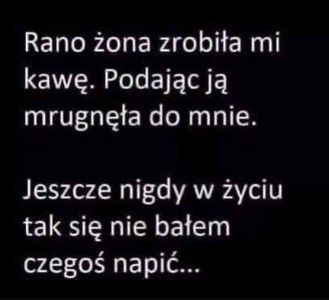 Rano żona zrobiła mi
kawę. Podając ją
mrugnęła do mnie.
Jeszcze nigdy w życiu
tak się nie bałem
czegoś napić...